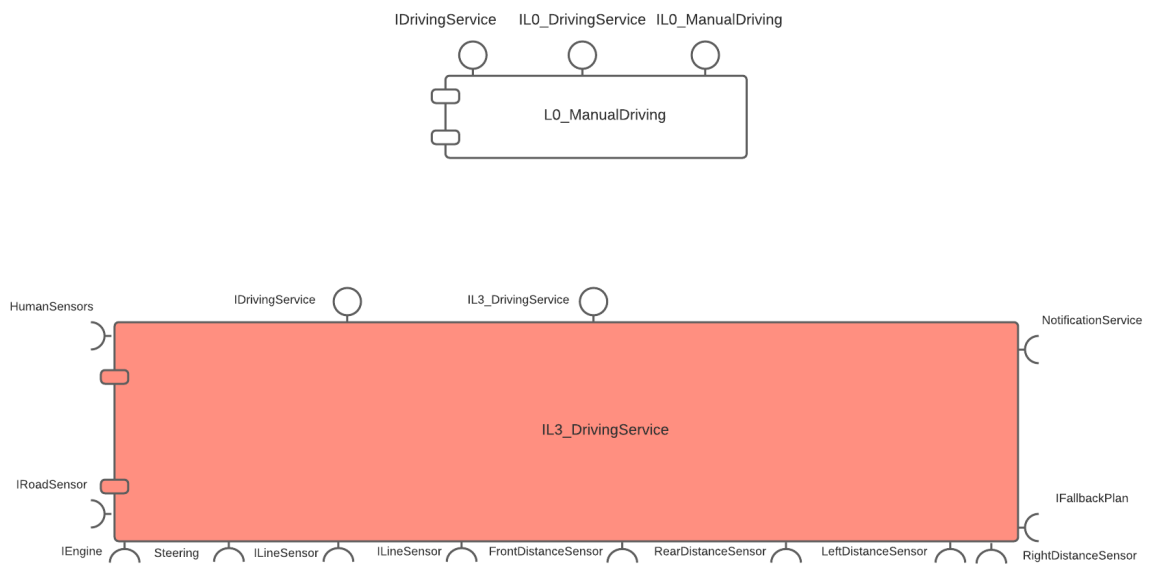 IDrivingService
IL0_DrivingService
IL0_ManualDriving
L0_ManualDriving
HumanSensors
IDrivingService
IL3_DrivingService
NotificationService
IL3_DrivingService
IRoadSensor
IFallbackPlan
IEngine
Steering
ILineSensor
ILineSensor
FrontDistanceSensor
RearDistanceSensor
LeftDistanceSensor
RightDistanceSensor